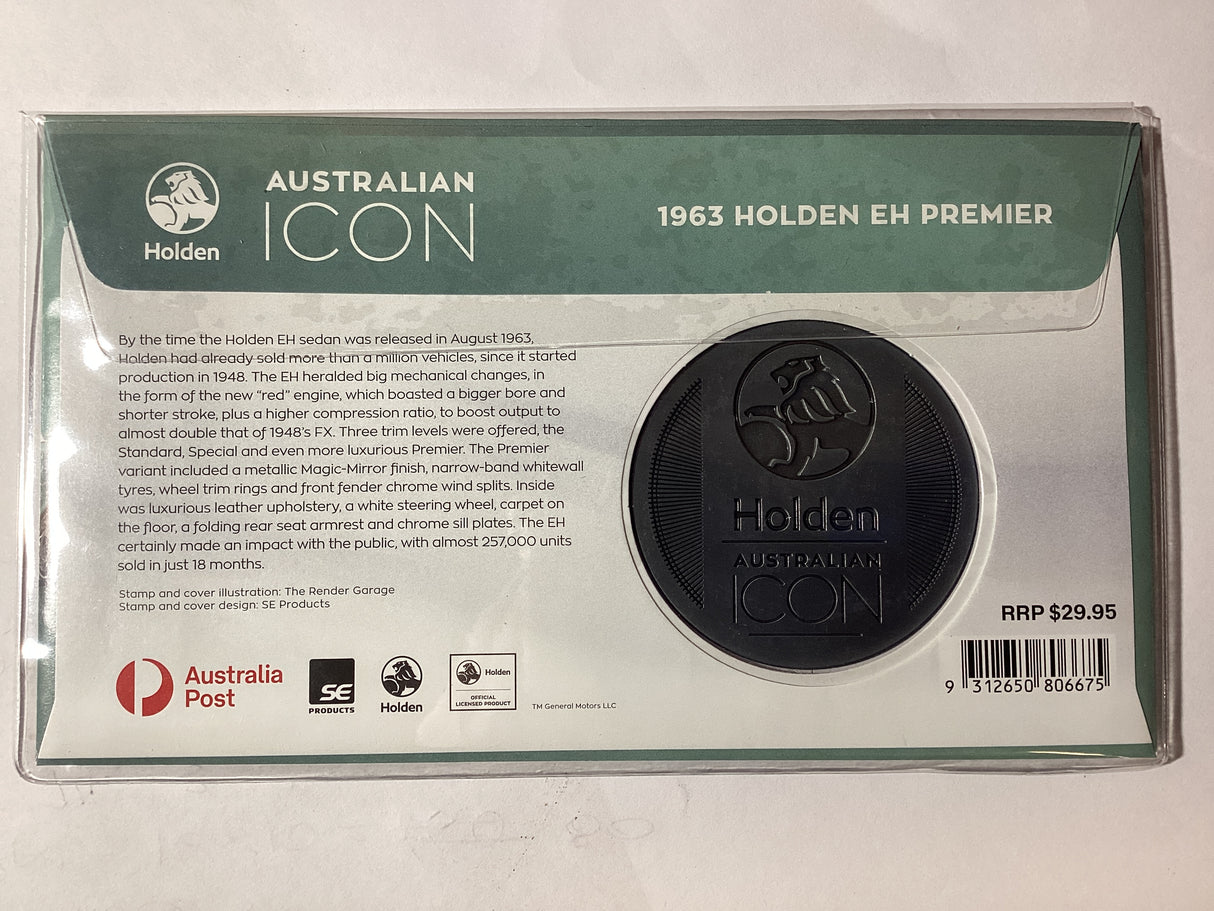 AUSTRALIAN
ICON
Holden
1963 HOLDEN EH PREMIER
By the time the Holden EH sedan was released in August 1963,
Holden had already sold more than a million vehicles, since it started
production in 1948. The EH heralded big mechanical changes, in
the form of the new “red” engine, which boasted a bigger bore and
shorter stroke, plus a higher compression ratio, to boost output to
almost double that of 1948’s FX. Three trim levels were offered, the
Standard, Special and even more luxurious Premier. The Premier
variant included a metallic Magic-Mirror finish, narrow-band whitewall
tyres, wheel trim rings and front fender chrome wind splits. Inside
was luxurious leather upholstery, a white steering wheel, carpet on
the floor, a folding rear seat armrest and chrome sill plates. The EH
certainly made an impact with the public, with almost 257,000 units
sold in just 18 months.
Stamp and cover illustration: The Render Garage
Stamp and cover design: SE Products
Holden
AUSTRALIAN
ICON
RRP $29.95
9 312650 806675
Australia
Post
SE
PRODUCTS
Holden
Holden
OFFICIAL
LICENSED PRODUCT
TM General Motors LLC